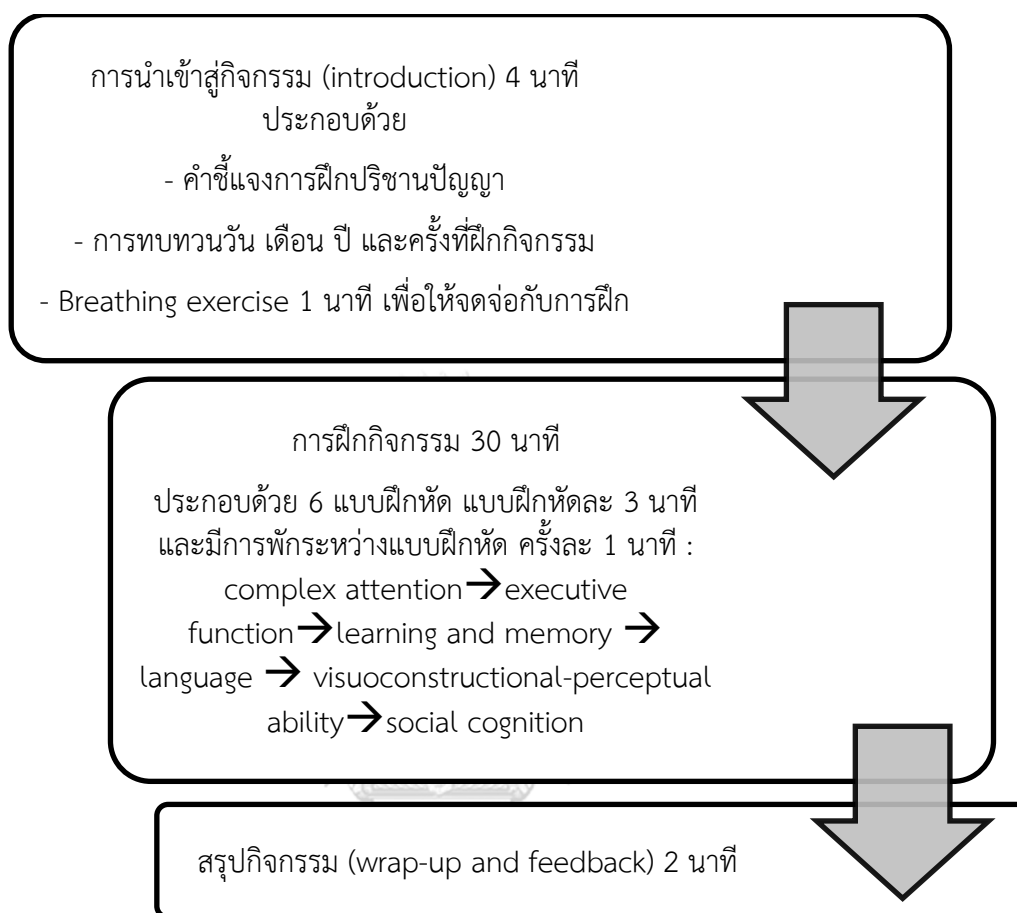 การนำเข้าสู่กิจกรรม (introduction) 4 นาที
ประกอบด้วย
- คำชี้แจงการฝึกปริชานปัญญา
- การทบทวนวัน เดือน ปี และครั้งที่ฝึกกิจกรรม
- Breathing exercise 1 นาที เพื่อให้จดจ่อกับการฝึก
การฝึกกิจกรรม 30 นาที
ประกอบด้วย 6 แบบฝึกหัด แบบฝึกหัดละ 3 นาที
และมีการพักระหว่างแบบฝึกหัด ครั้งละ 1 นาที :
complex attention→executive
function→learning and memory →
language → visuoconstructional-perceptual
ability→social cognition
สรุปกิจกรรม (wrap-up and feedback) 2 นาที